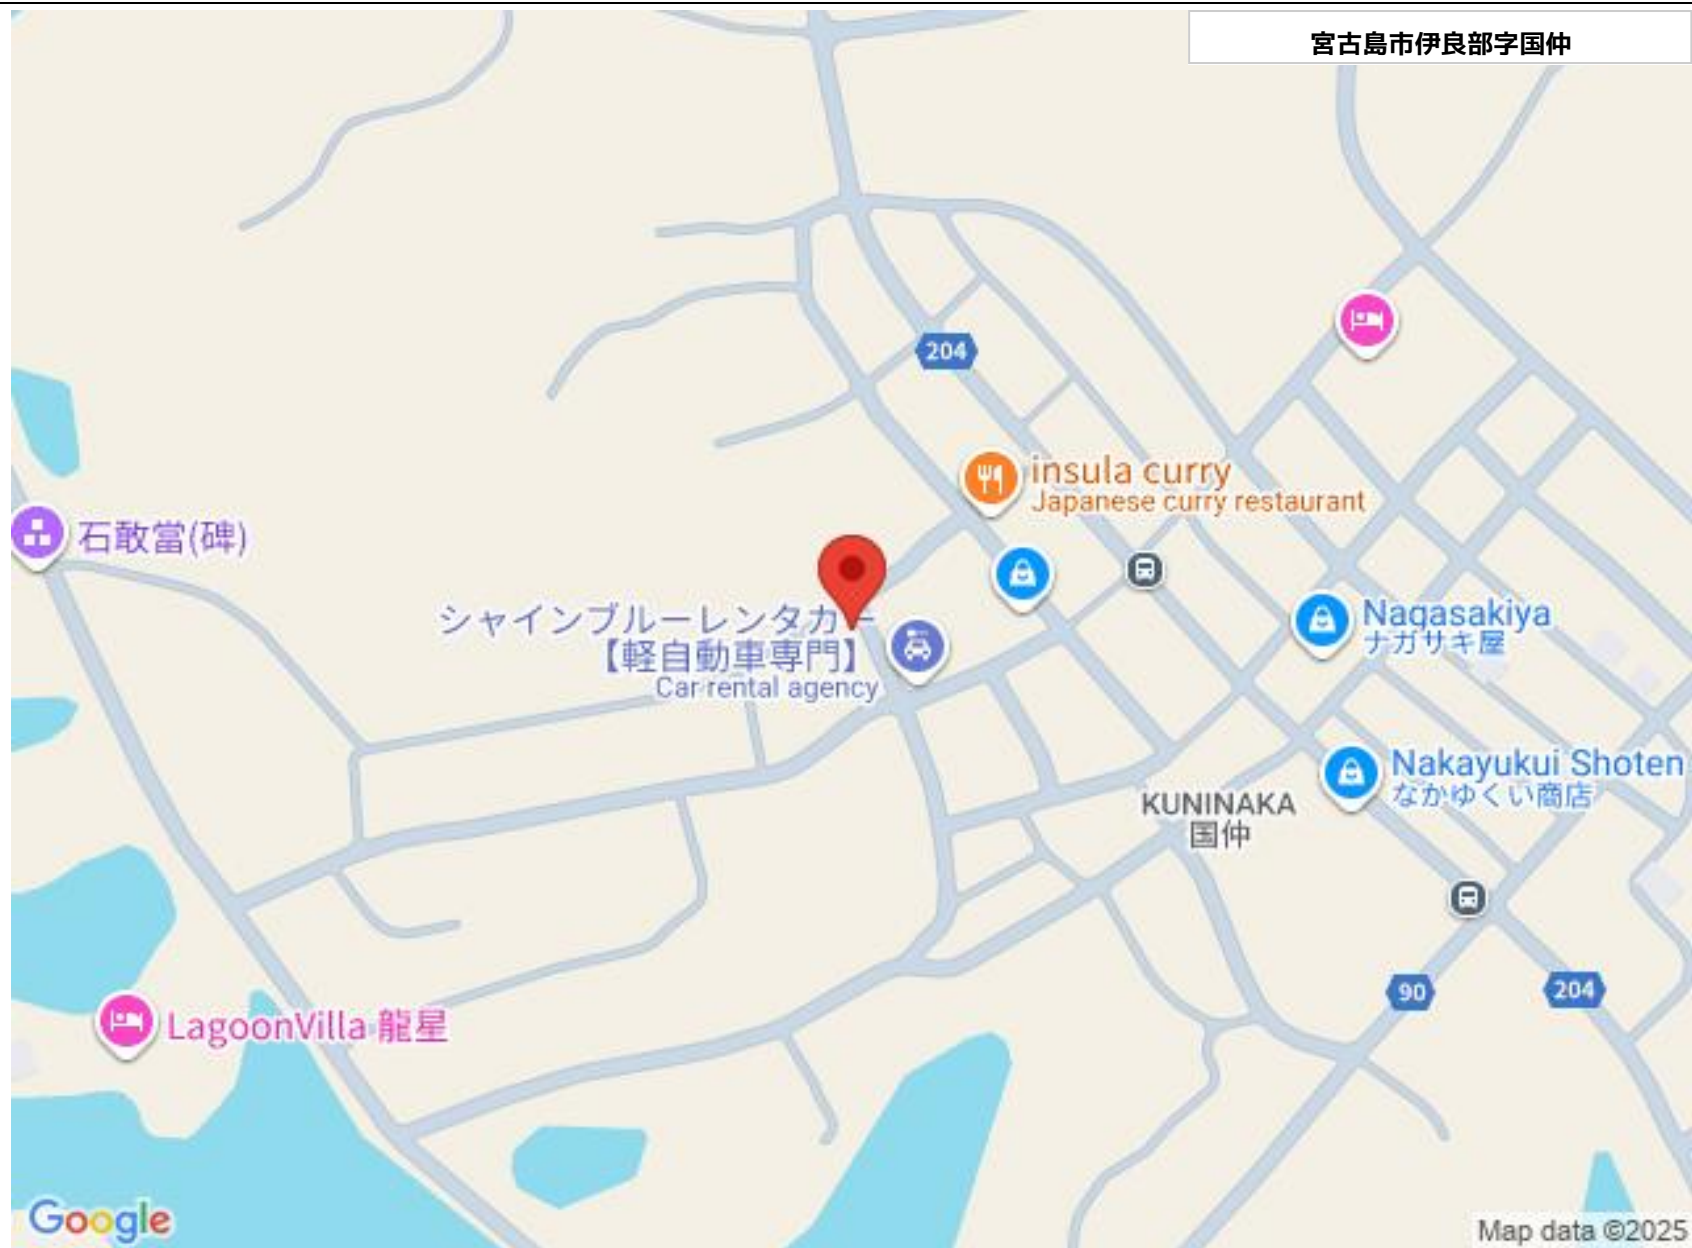 宮古島市伊良部字国仲
204
insula curry
Japanese curry restaurant
石敢當(碑)
シャインブルーレンタカー
【軽自動車専門】
Car rental agency
Nagasakiya
ナガサキ屋
Nakayukui Shoten
なかゆくい商店
KUNINAKA
国仲
90
204
LagoonVilla 龍星
Google
Map data ©2025